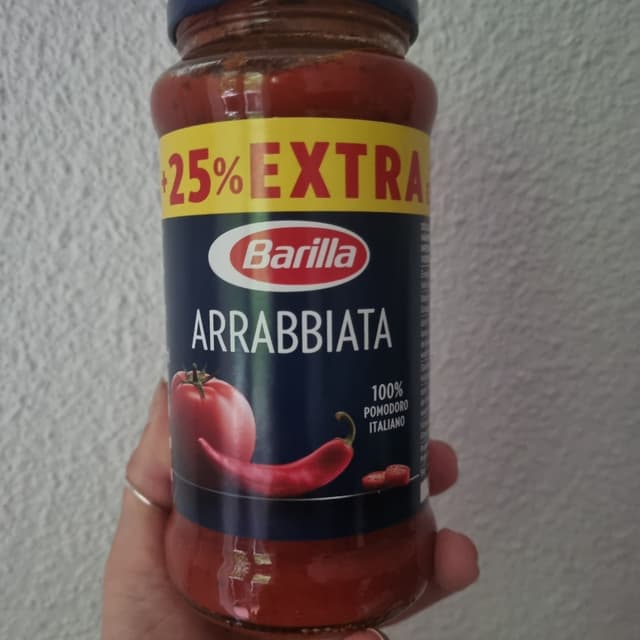 +25% EXTRA
Barilla
ARRABBIATA
100%
POMODORO
ITALIANO